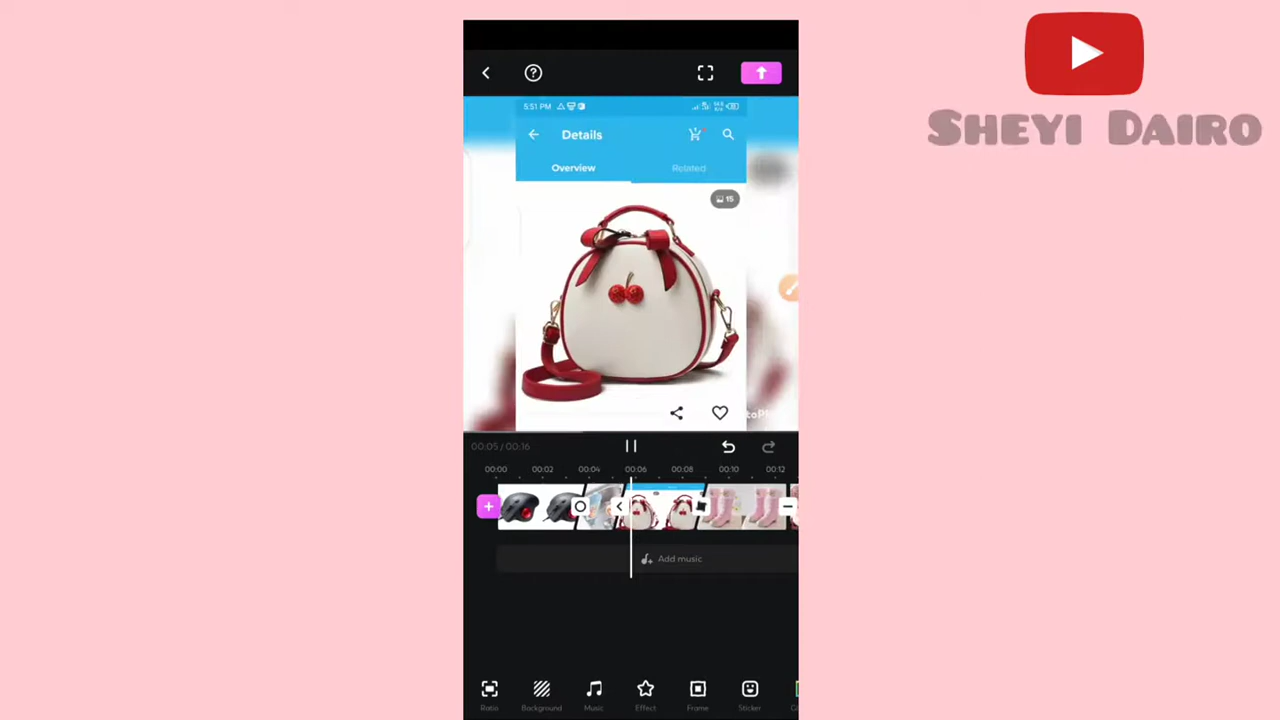 SHEYI DAIRO
5:51 PM
Details
Overview
Related
15
00:05 / 00:16
00:00 00:02 00:04 00:06 00:08 00:10 00:12
Add music
Ratio Background Music Effect Frame Sticker